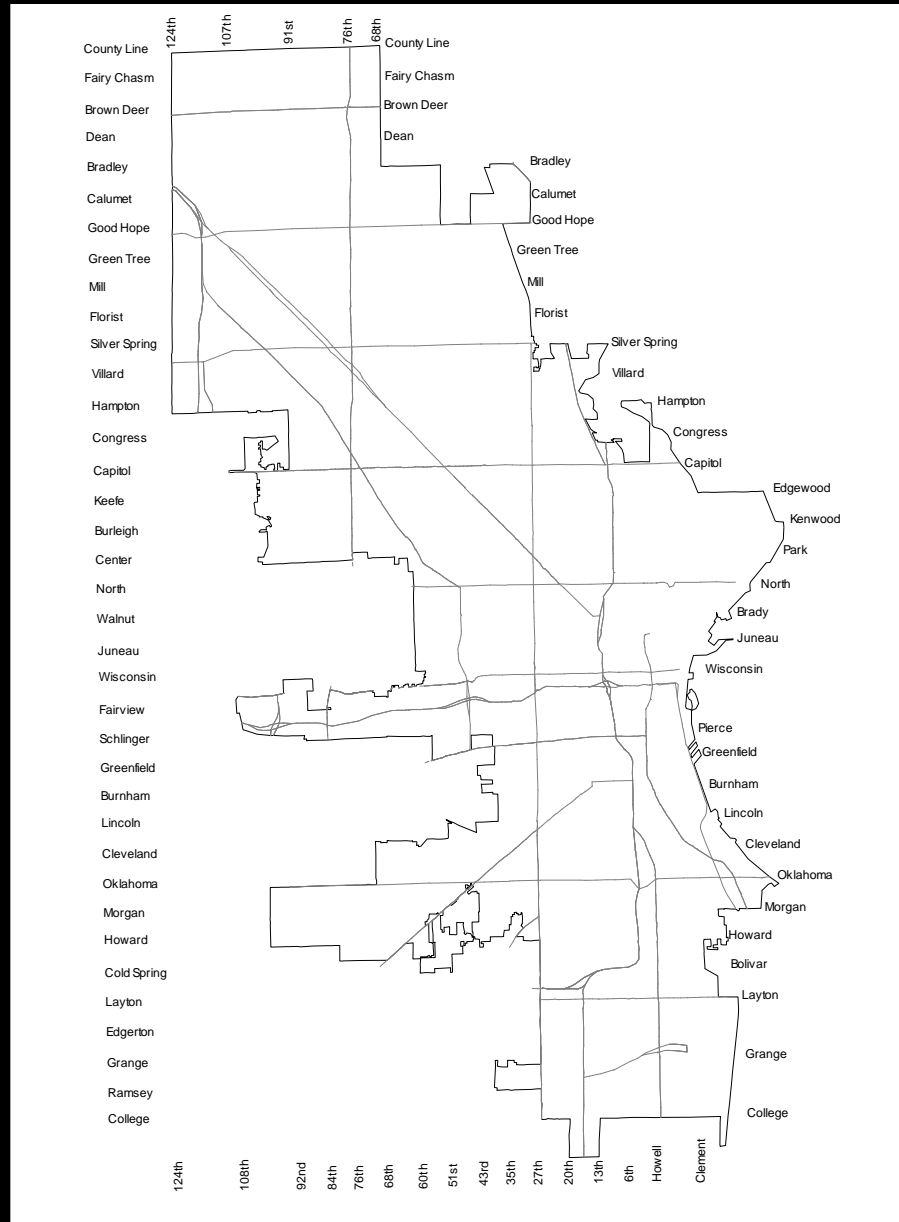 124th
107th
91st
76th
68th
County Line
County Line
Fairy Chasm
Fairy Chasm
Brown Deer
Brown Deer
Dean
Dean
Bradley
Bradley
Calumet
Calumet
Good Hope
Good Hope
Green Tree
Green Tree
Mill
Mill
Florist
Florist
Silver Spring
Silver Spring
Villard
Villard
Hampton
Hampton
Congress
Congress
Capitol
Capitol
Keefe
Edgewood
Burleigh
Kenwood
Center
Park
North
North
Walnut
Brady
Juneau
Juneau
Wisconsin
Wisconsin
Fairview
Pierce
Schlinger
Greenfield
Greenfield
Burnham
Burnham
Lincoln
Lincoln
Cleveland
Cleveland
Oklahoma
Oklahoma
Morgan
Morgan
Howard
Howard
Cold Spring
Bolivar
Layton
Layton
Edgerton
Grange
Grange
Ramsey
College
College
124th
108th
92nd
84th
76th
68th
60th
51st
43rd
35th
27th
20th
13th
6th
Howell
Clement